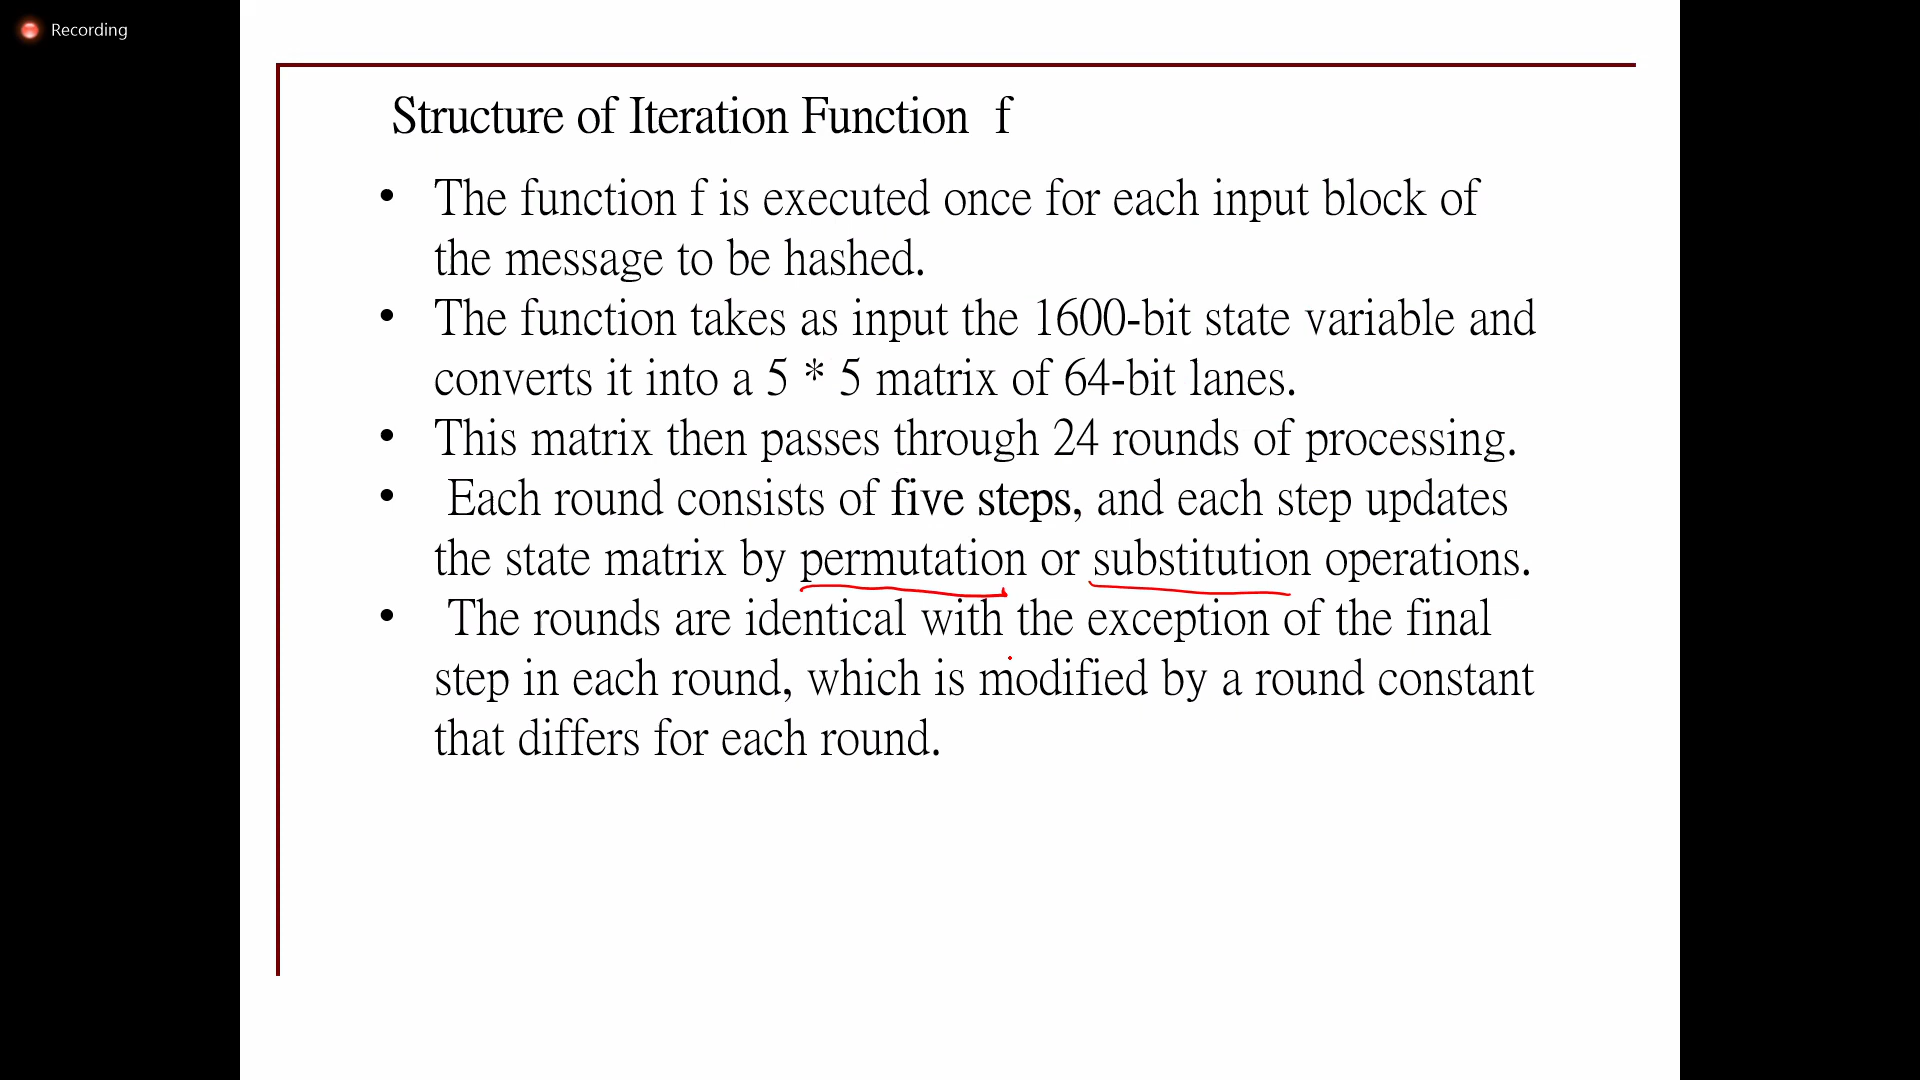 Recording
Structure of Iteration Function f
• The function f is executed once for each input block of
the message to be hashed.
• The function takes as input the 1600-bit state variable and
converts it into a 5 * 5 matrix of 64-bit lanes.
• This matrix then passes through 24 rounds of processing.
• Each round consists of five steps, and each step updates
the state matrix by permutation or substitution operations.
• The rounds are identical with the exception of the final
step in each round, which is modified by a round constant
that differs for each round.